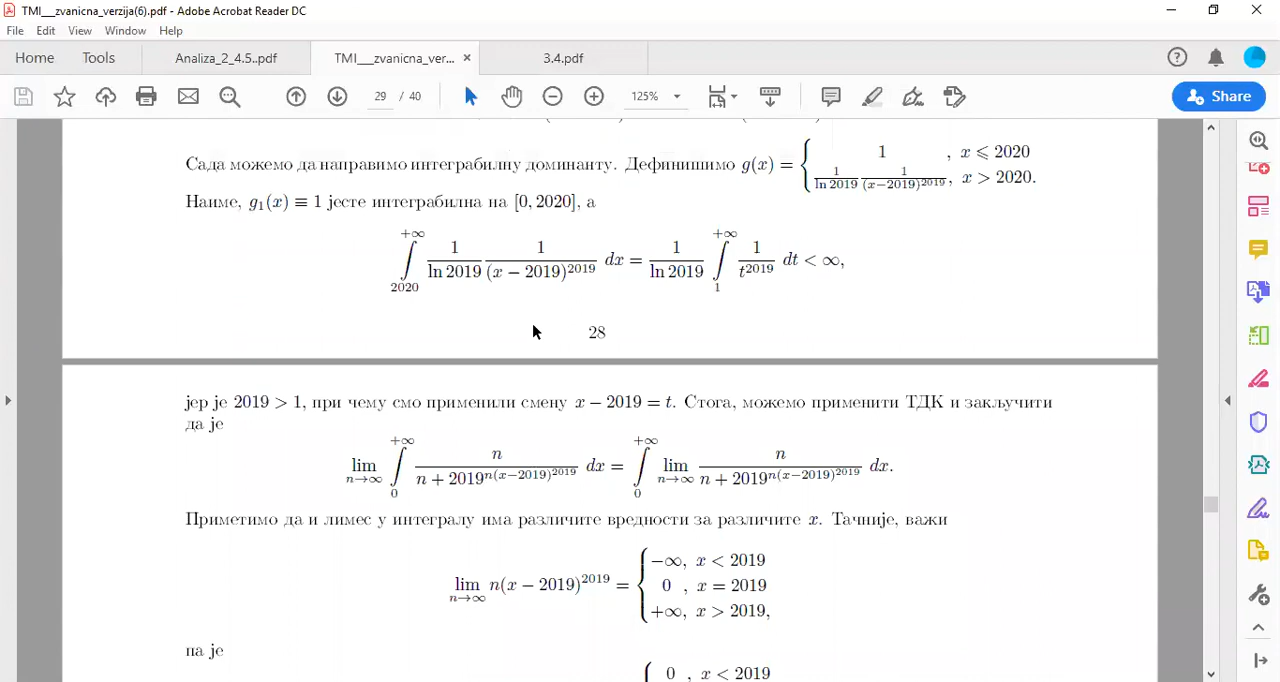 TMI__zvanicna_verzija(6).pdf - Adobe Acrobat Reader DC
File Edit View Window Help
Home Tools Analiza_2_4.5..pdf TMI__zvanicna_ver... × 3.4.pdf
29 / 40 125% Share
Сада можемо да направимо интеграбилну доминанту. Дефинишимо g(x) = { 1 , x ⩽ 2020
1/ln 2019 1/(x−2019)^2019, x > 2020.
Наиме, g₁(x) ≡ 1 јесте интеграбилна на [0, 2020], а
∫_2020^+∞ 1/ln 2019 1/(x − 2019)^2019 dx = 1/ln 2019 ∫_1^+∞ 1/t^2019 dt < ∞,
28
јер је 2019 > 1, при чему смо применили смену x − 2019 = t. Стога, можемо применити ТДК и закључити
да је
lim_n→∞ ∫_0^+∞ n/(n + 2019^n(x−2019)^2019) dx = ∫_0^+∞ lim_n→∞ n/(n + 2019^n(x−2019)^2019) dx.
Приметимо да и лимес у интегралу има различите вредности за различите x. Тачније, важи
lim_n→∞ n(x − 2019)^2019 = { −∞, x < 2019
0 , x = 2019
+∞, x > 2019,
па је
0 , x < 2019